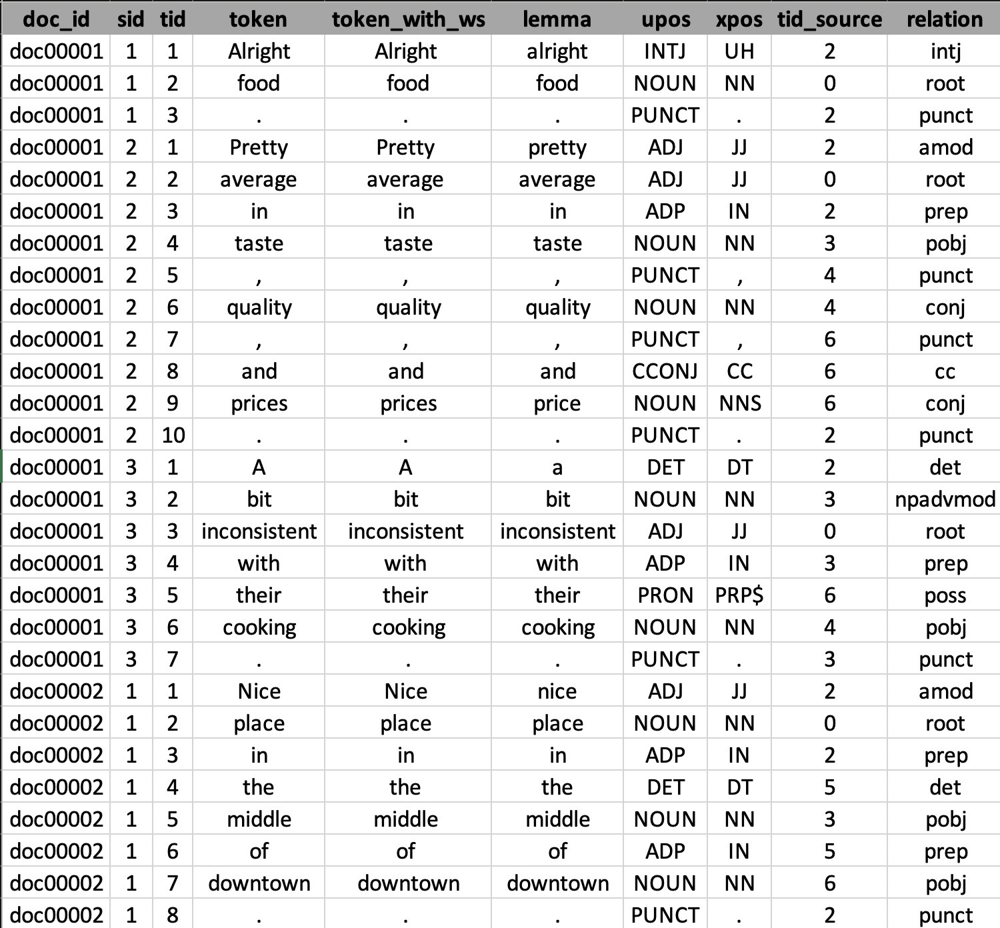 doc_id sid tid token token_with_ws lemma upos xpos tid_source relation
doc00001 1 1 Alright Alright alright INTJ UH 2 intj
doc00001 1 2 food food food NOUN NN 0 root
doc00001 1 3 . . . PUNCT . 2 punct
doc00001 2 1 Pretty Pretty pretty ADJ JJ 2 amod
doc00001 2 2 average average average ADJ JJ 0 root
doc00001 2 3 in in in ADP IN 2 prep
doc00001 2 4 taste taste taste NOUN NN 3 pobj
doc00001 2 5 , , , PUNCT , 4 punct
doc00001 2 6 quality quality quality NOUN NN 4 conj
doc00001 2 7 , , , PUNCT , 6 punct
doc00001 2 8 and and and CCONJ CC 6 cc
doc00001 2 9 prices prices price NOUN NNS 6 conj
doc00001 2 10 . . . PUNCT . 2 punct
doc00001 3 1 A A a DET DT 2 det
doc00001 3 2 bit bit bit NOUN NN 3 npadvmod
doc00001 3 3 inconsistent inconsistent inconsistent ADJ JJ 0 root
doc00001 3 4 with with with ADP IN 3 prep
doc00001 3 5 their their their PRON PRP$ 6 poss
doc00001 3 6 cooking cooking cooking NOUN NN 4 pobj
doc00001 3 7 . . . PUNCT . 3 punct
doc00002 1 1 Nice Nice nice ADJ JJ 2 amod
doc00002 1 2 place place place NOUN NN 0 root
doc00002 1 3 in in in ADP IN 2 prep
doc00002 1 4 the the the DET DT 5 det
doc00002 1 5 middle middle middle NOUN NN 3 pobj
doc00002 1 6 of of of ADP IN 5 prep
doc00002 1 7 downtown downtown downtown NOUN NN 6 pobj
doc00002 1 8 . . . PUNCT . 2 punct